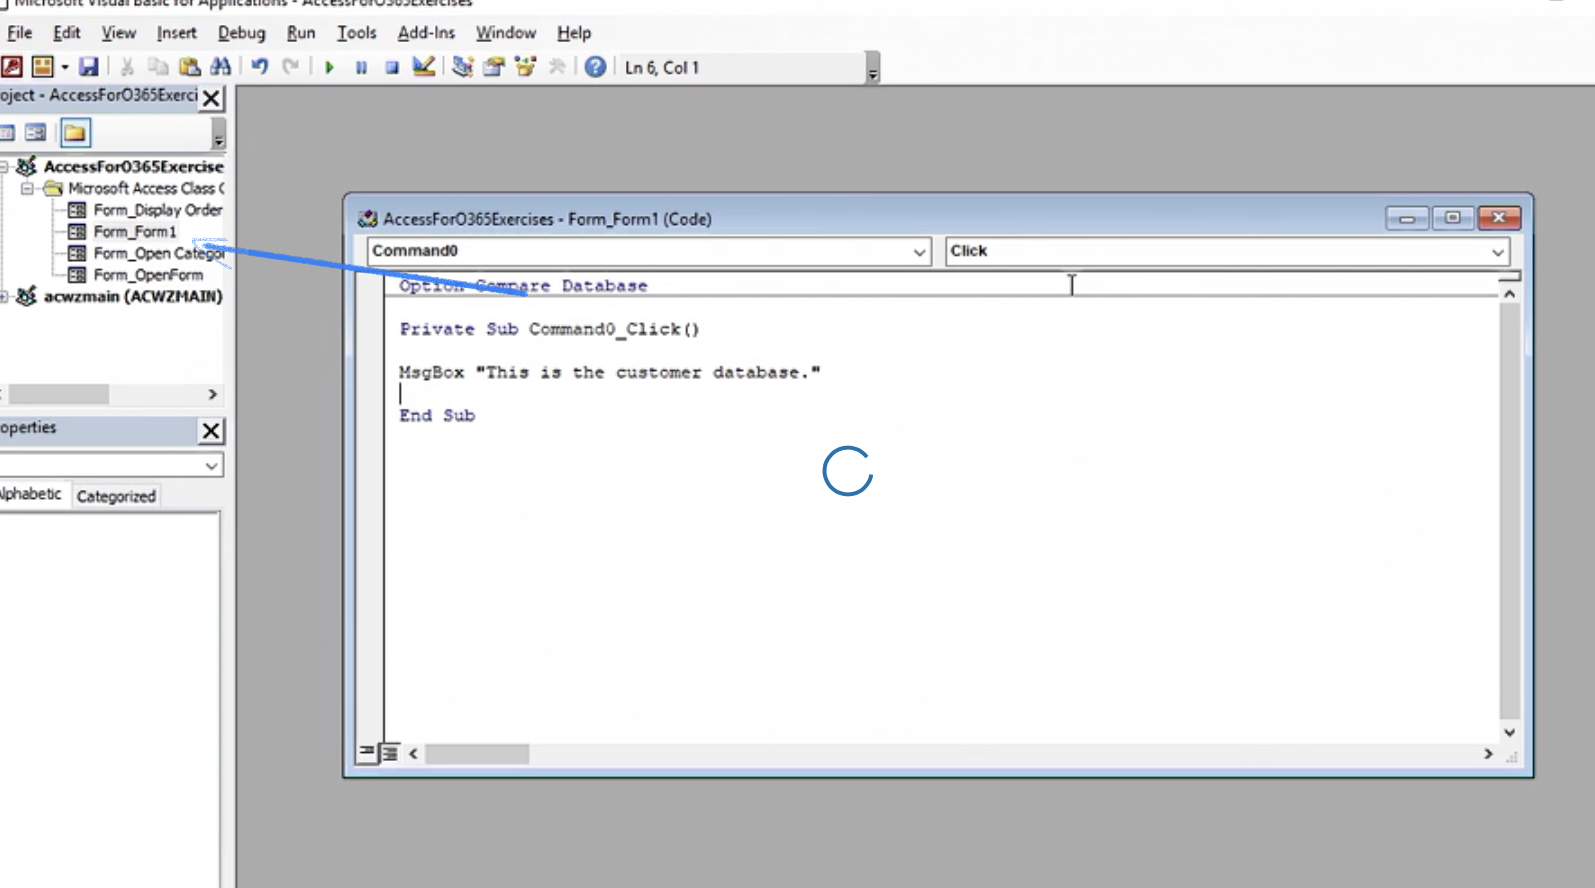 Microsoft Visual Basic for Applications - AccessForO365Exercises
File Edit View Insert Debug Run Tools Add-Ins Window Help
Ln 6, Col 1
oject - AccessForO365Exerci
AccessForO365Exercise
Microsoft Access Class C
Form_Display Order
Form_Form1
Form_Open Categor
Form_OpenForm
acwzmain (ACWZMAIN)
operties
Alphabetic Categorized
AccessForO365Exercises - Form_Form1 (Code)
Command0 Click
Option Compare Database
Private Sub Command0_Click()
MsgBox "This is the customer database."
End Sub